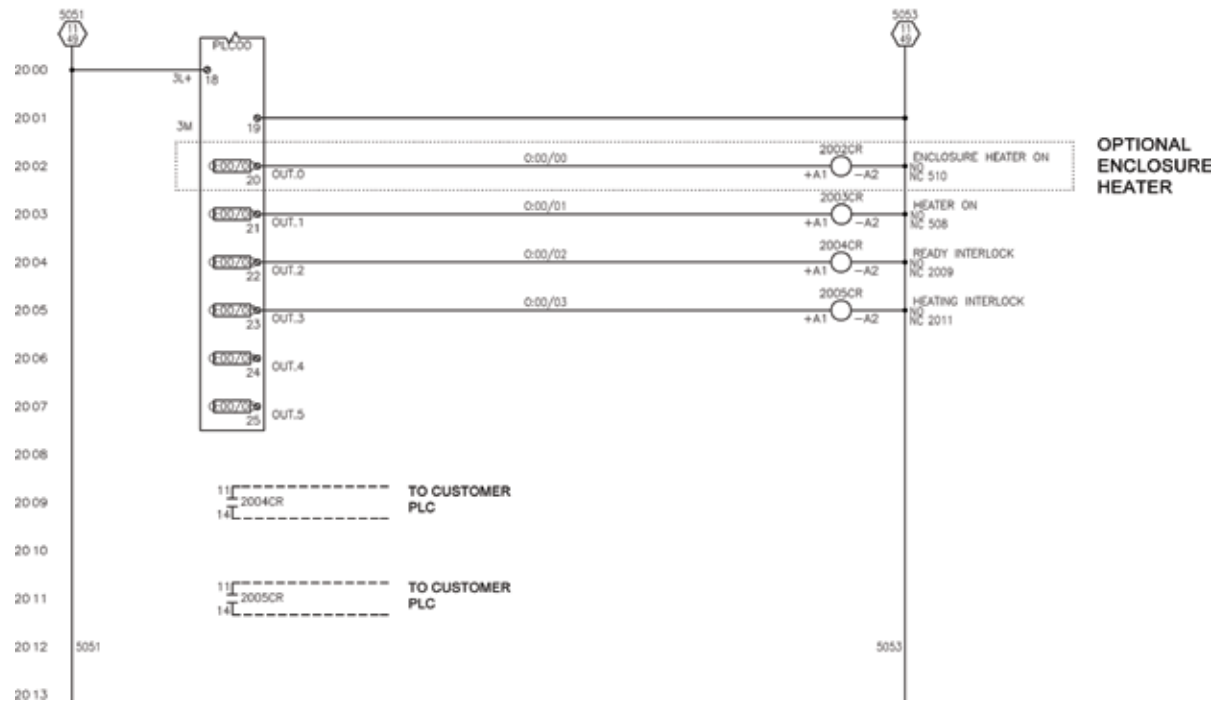 5051
11
49
5053
11
49
PLC00
2000
3L+
18
2001
3M
19
2002
20
OUT.0
O:00/00
2002CR
+A1
-A2
ENCLOSURE HEATER ON
NO
NC 510
OPTIONAL
ENCLOSURE
HEATER
2003
21
OUT.1
O:00/01
2003CR
+A1
-A2
HEATER ON
NO
NC 508
2004
22
OUT.2
O:00/02
2004CR
+A1
-A2
READY INTERLOCK
NO
NC 2009
2005
23
OUT.3
O:00/03
2005CR
+A1
-A2
HEATING INTERLOCK
NO
NC 2011
2006
24
OUT.4
2007
25
OUT.5
2008
2009
11
2004CR
14
TO CUSTOMER
PLC
2010
2011
11
2005CR
14
TO CUSTOMER
PLC
2012
5051
5053
2013